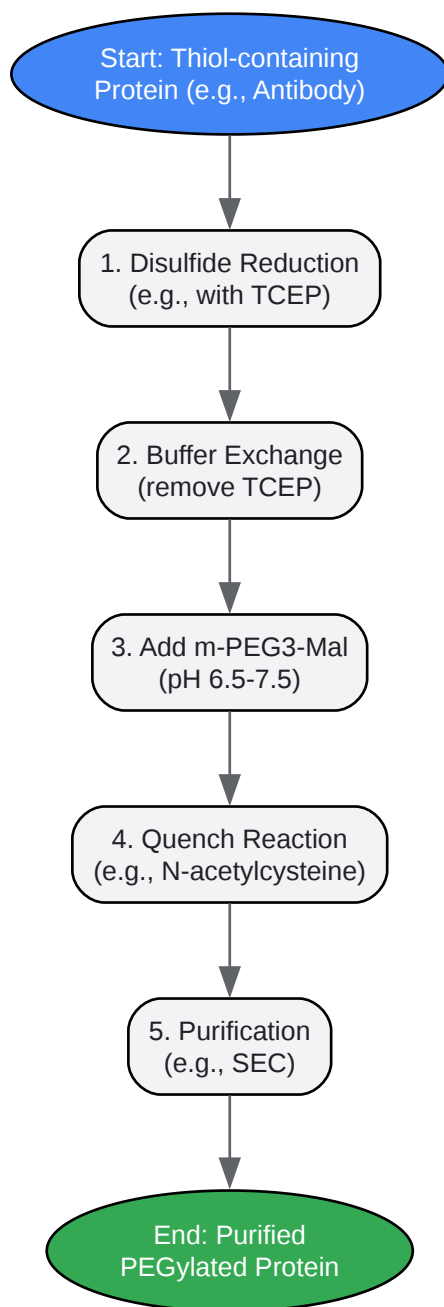 Start: Thiol-containing
Protein (e.g., Antibody)
1. Disulfide Reduction
(e.g., with TCEP)
2. Buffer Exchange
(remove TCEP)
3. Add m-PEG3-Mal
(pH 6.5-7.5)
4. Quench Reaction
(e.g., N-acetylcysteine)
5. Purification
(e.g., SEC)
End: Purified
PEGylated Protein